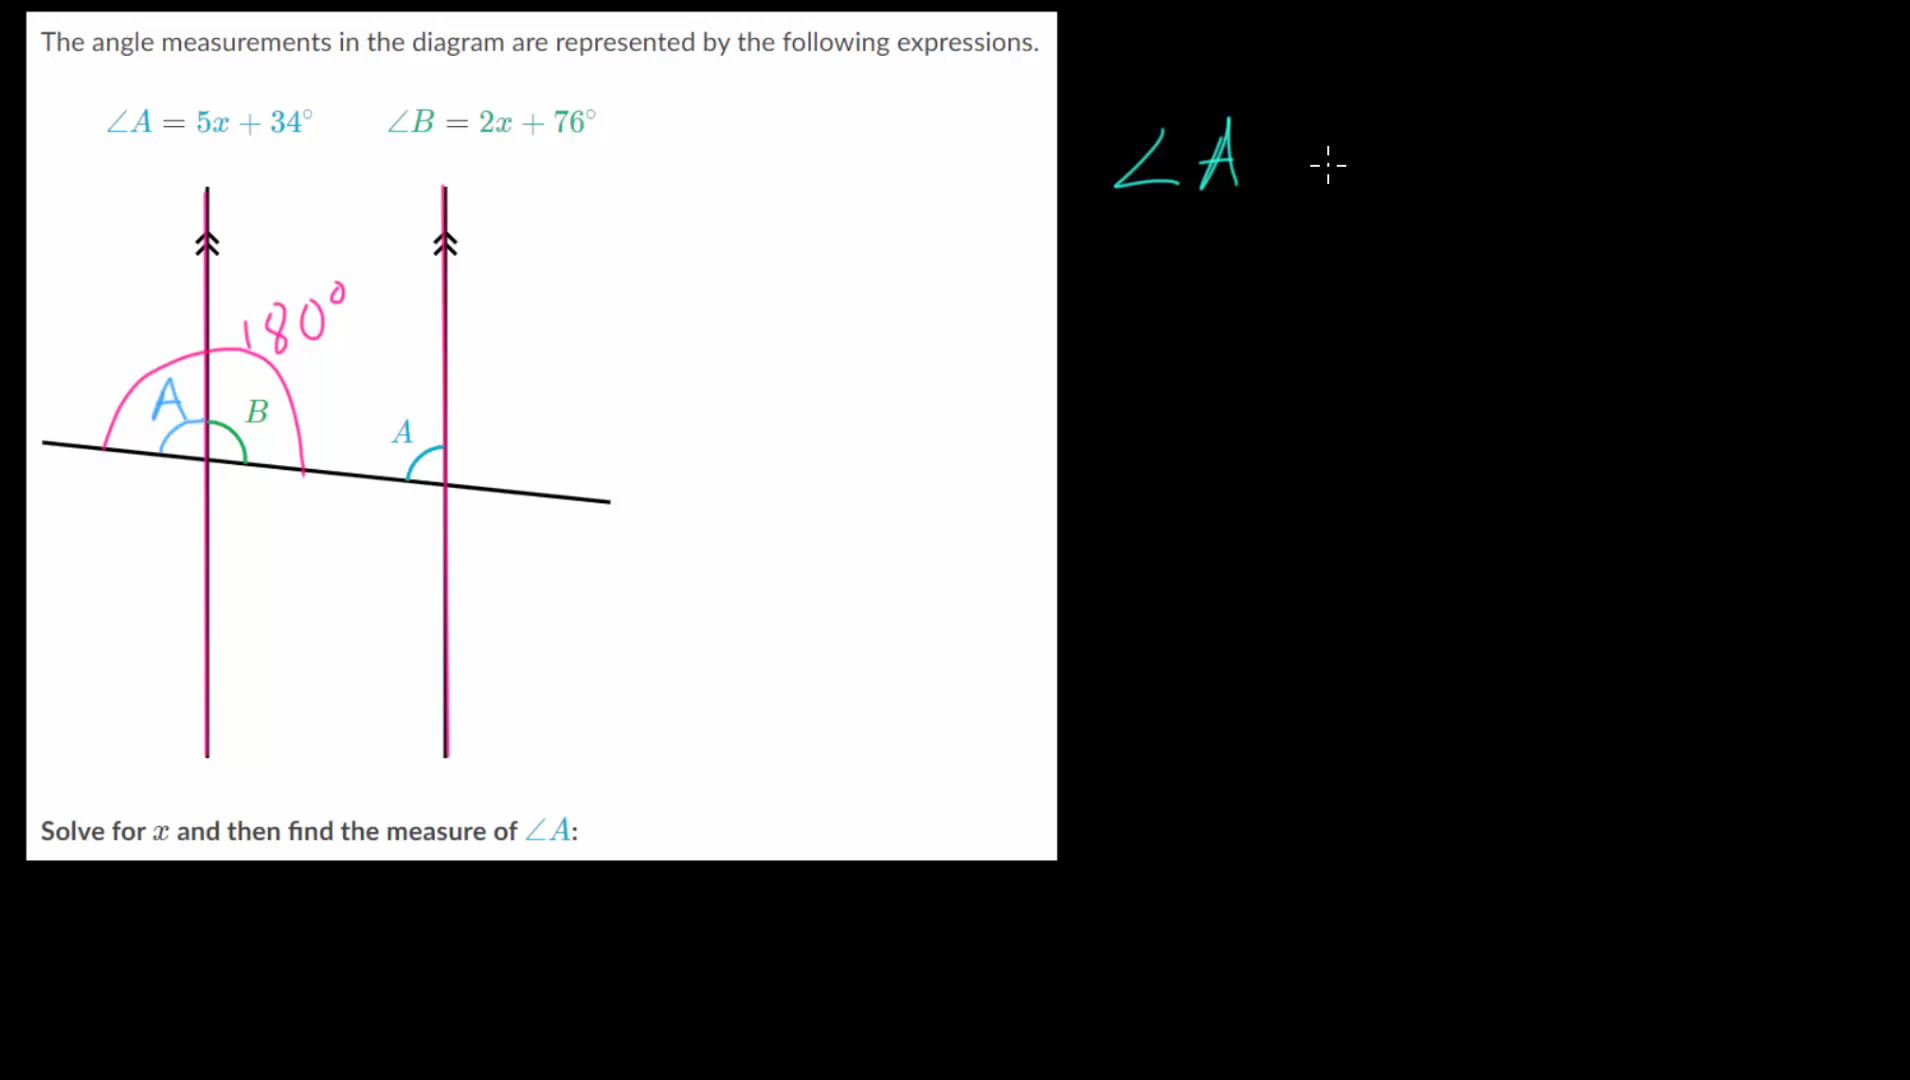 The angle measurements in the diagram are represented by the following expressions.
∠A = 5x + 34° ∠B = 2x + 76°
∠A
180°
A B
A
Solve for x and then find the measure of ∠A: